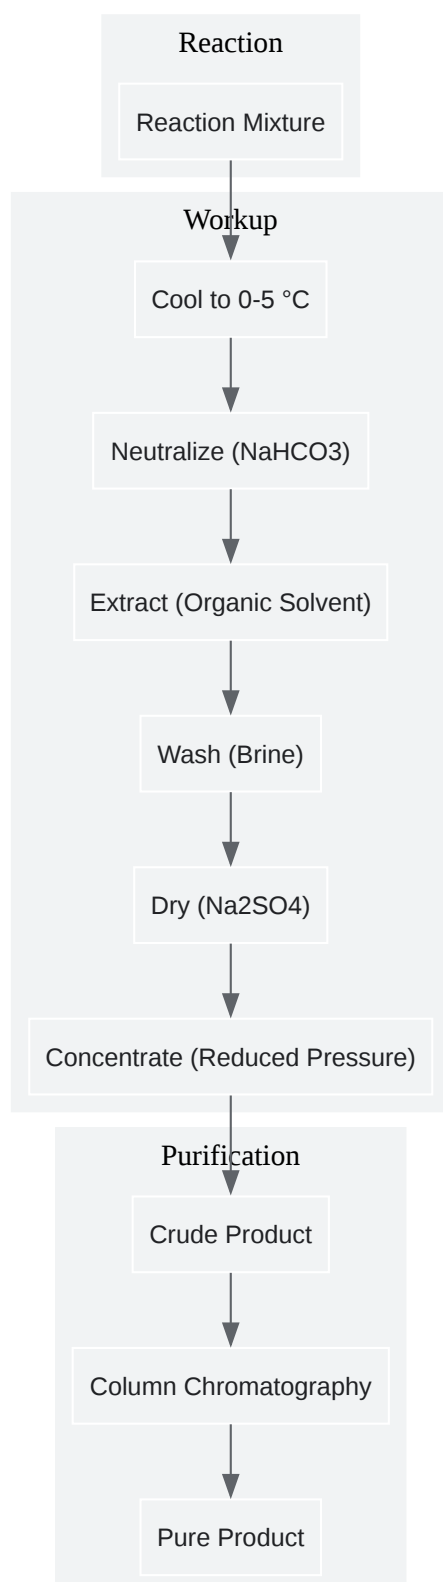 Reaction
Reaction Mixture
Workup
Cool to 0-5 °C
Neutralize (NaHCO3)
Extract (Organic Solvent)
Wash (Brine)
Dry (Na2SO4)
Concentrate (Reduced Pressure)
Purification
Crude Product
Column Chromatography
Pure Product